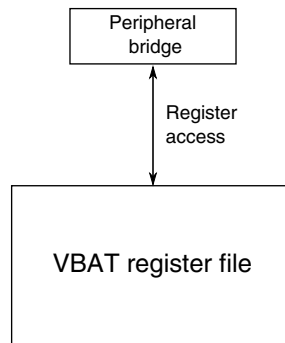 Peripheral
bridge
Register
access
VBAT register file